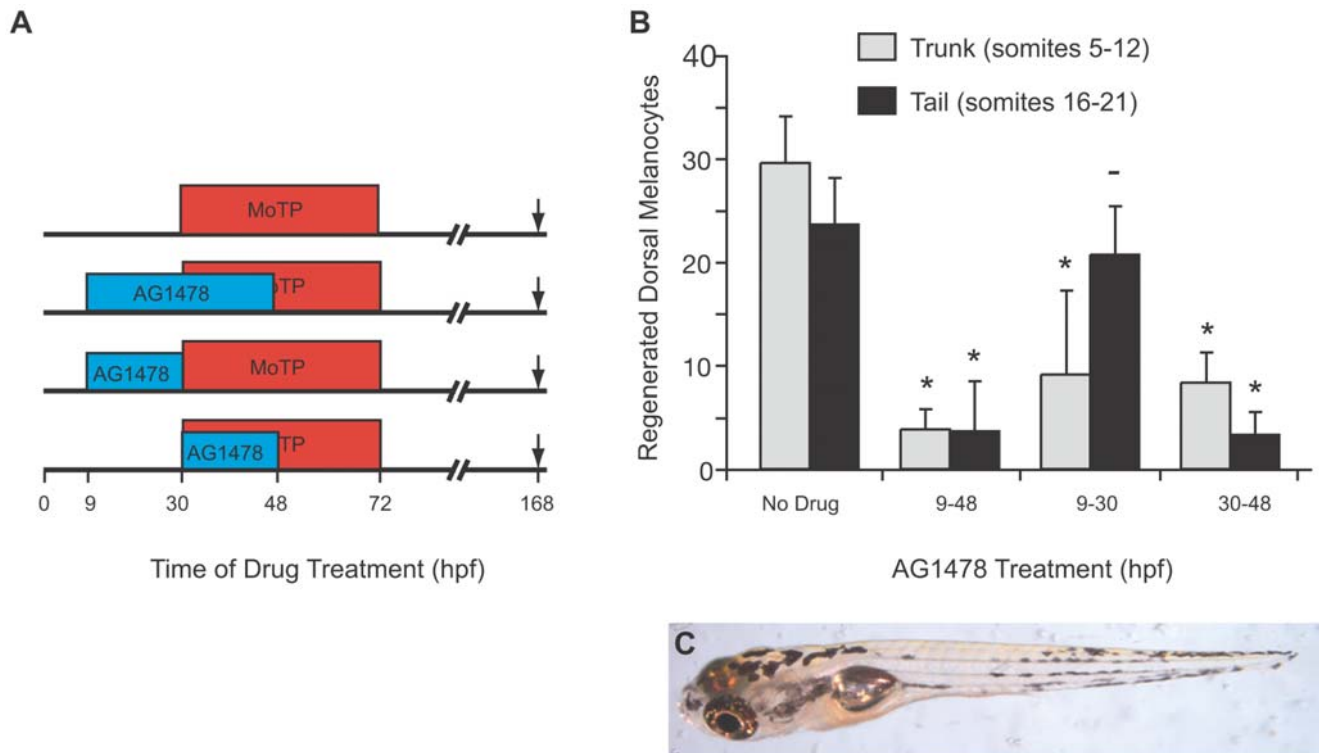 A
MoTP
AG1478 oTP
AG1478 MoTP
AG1478 TP
0 9 30 48 72 168
Time of Drug Treatment (hpf)
B
Trunk (somites 5-12)
Tail (somites 16-21)
Regenerated Dorsal Melanocytes
40
30
20
10
0
* * * - * *
No Drug 9-48 9-30 30-48
AG1478 Treatment (hpf)
C